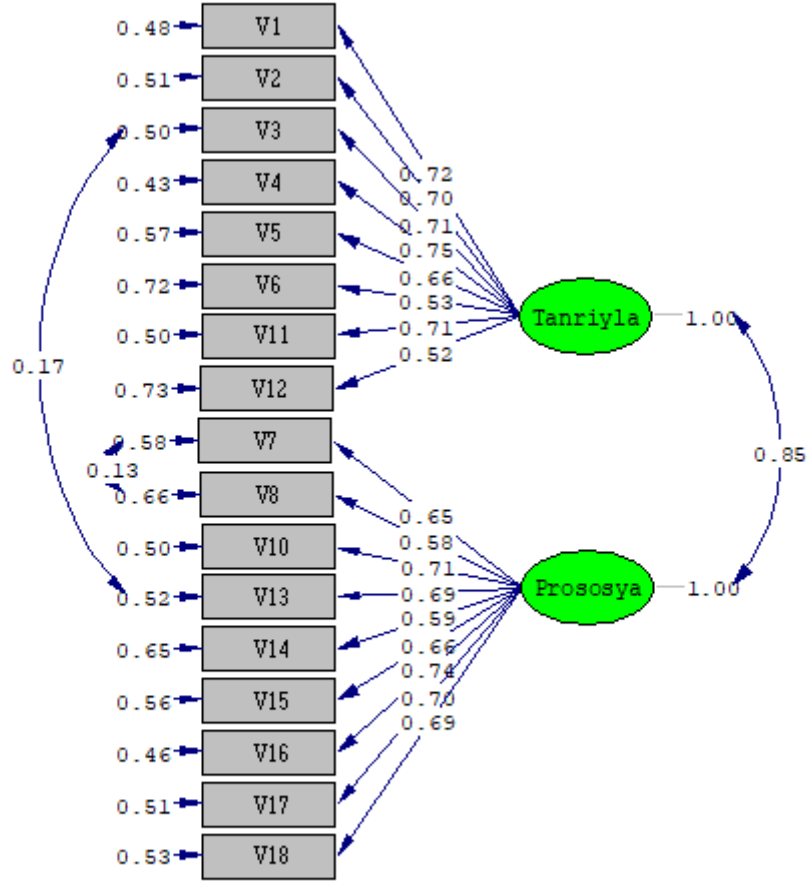 0.48 V1
0.51 V2
0.50 V3
0.43 V4
0.57 V5
0.72 V6
0.50 V11
0.73 V12
0.58 V7
0.66 V8
0.50 V10
0.52 V13
0.65 V14
0.56 V15
0.46 V16
0.51 V17
0.53 V18
0.17
0.13
0.72
0.70
0.71
0.75
0.66
0.53
0.71
0.52
0.65
0.58
0.71
0.69
0.59
0.66
0.74
0.70
0.69
Tanriyla 1.00
Prososya 1.00
0.85